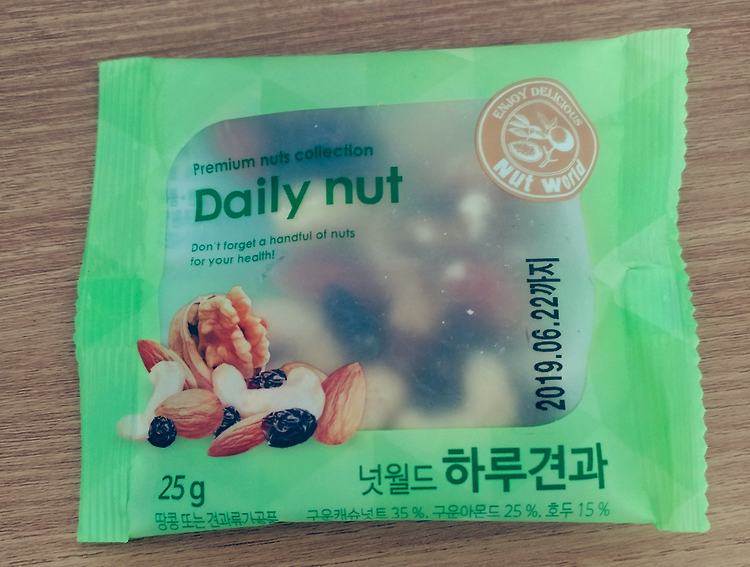 ENJOY DELICIOUS
Nut World
Premium nuts collection
Daily nut
Don't forget a handful of nuts
for your health!
2019.06.22까지
25g
넛월드 하루견과
땅콩 또는 견과류가공품 구운캐슈넛트 35 %, 구운아몬드 25 %, 호두 15 %